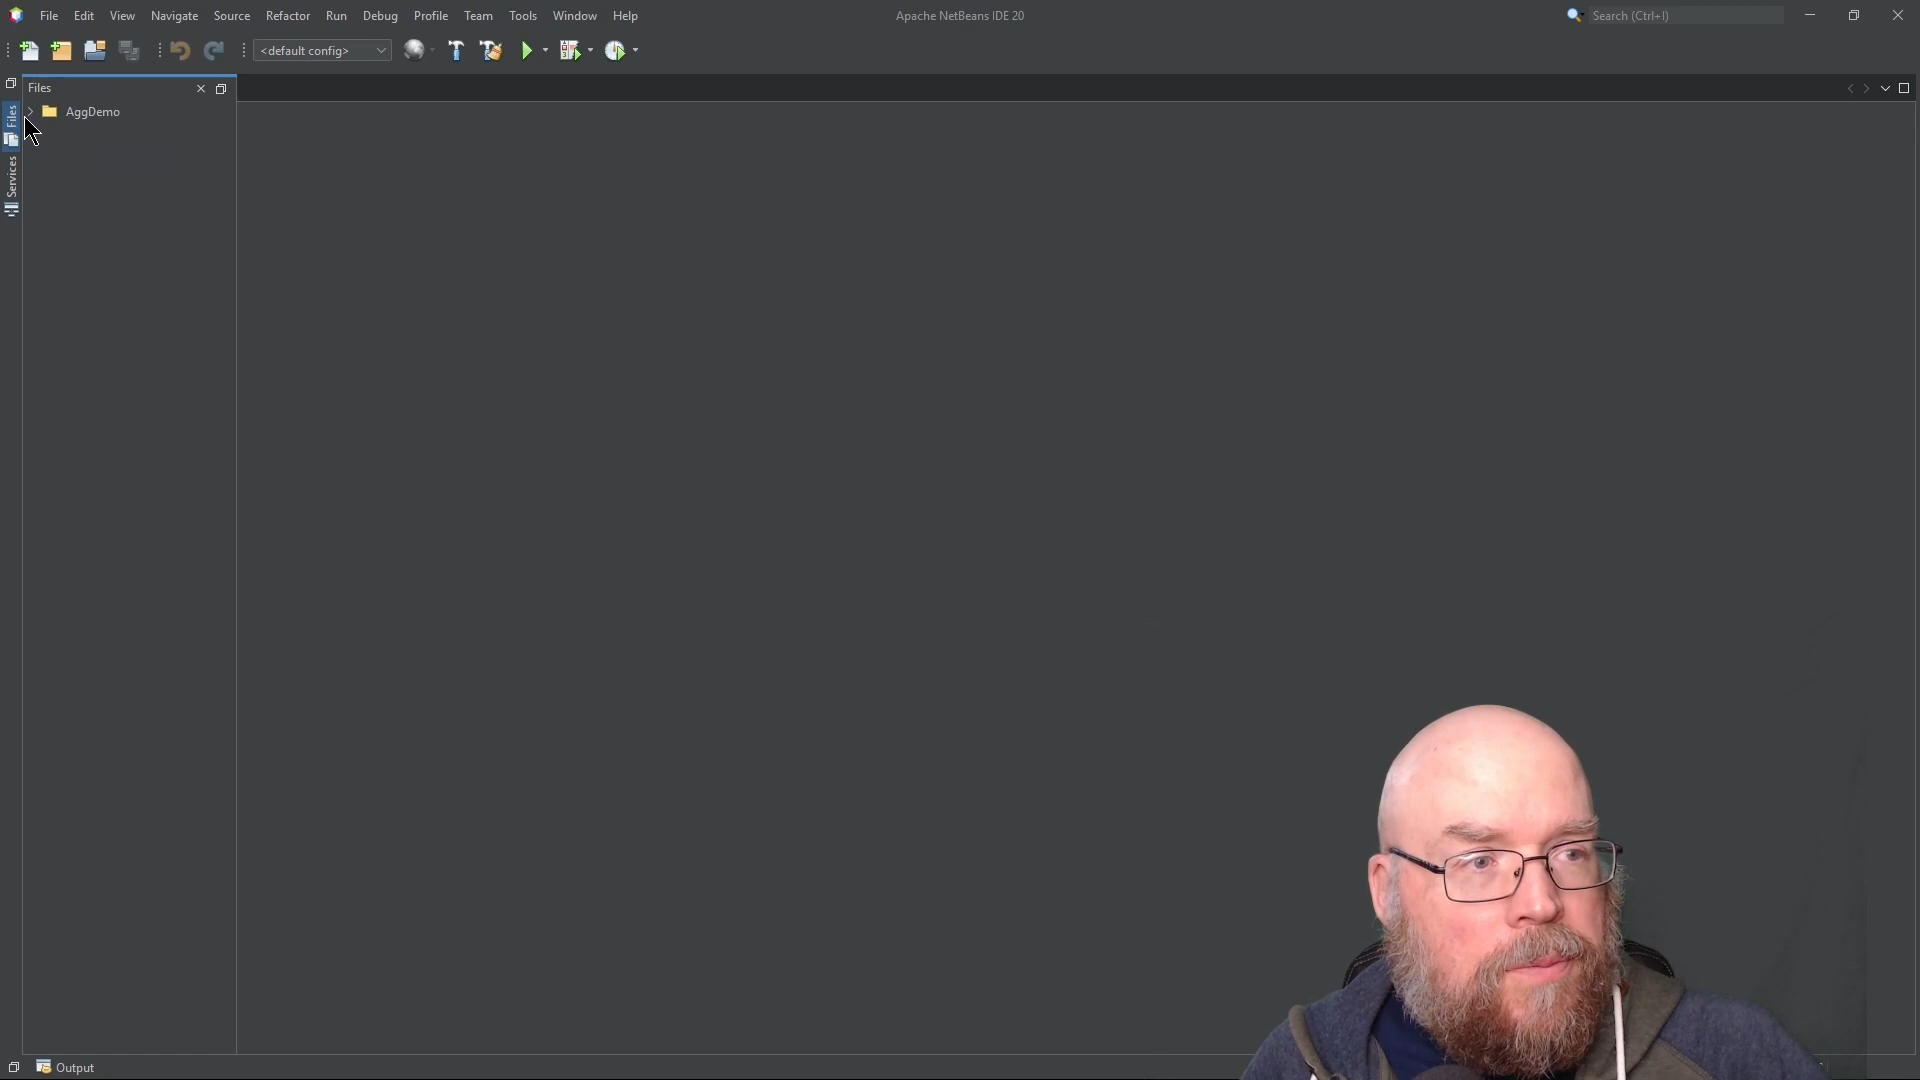 File Edit View Navigate Source Refactor Run Debug Profile Team Tools Window Help
Apache NetBeans IDE 20
Search (Ctrl+I)
<default config>
Files
AggDemo
Files
Services
Output